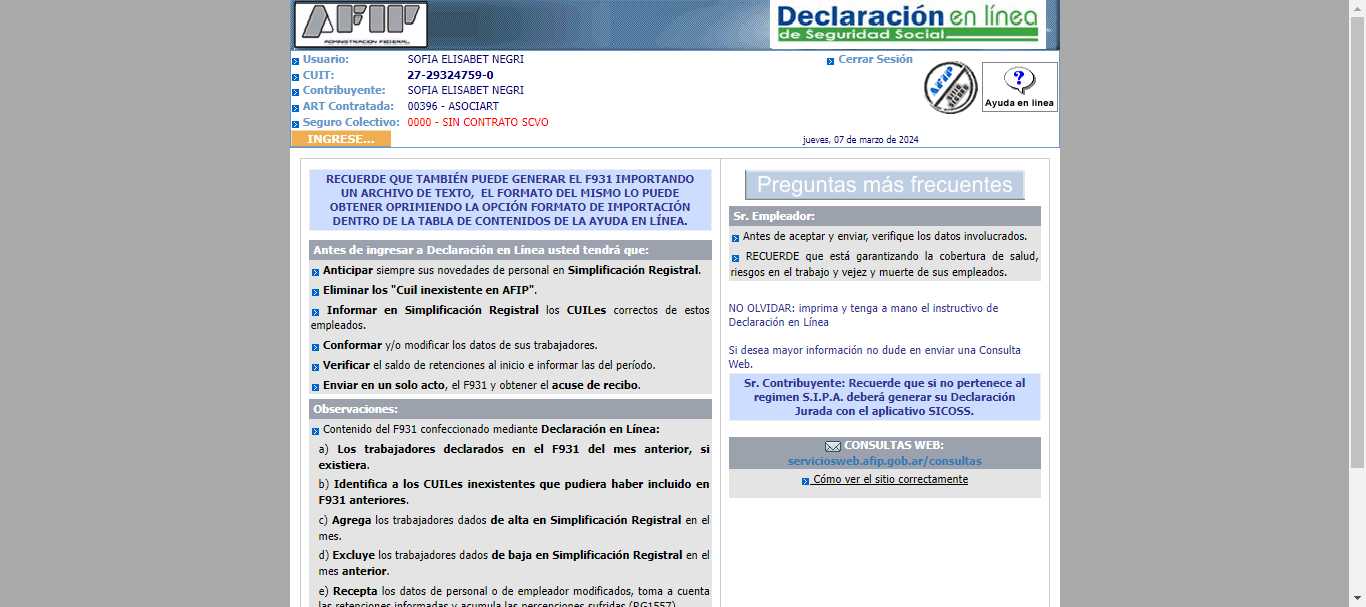 AFIP
ADMINISTRACION FEDERAL
Declaración en línea
de Seguridad Social
Usuario: SOFIA ELISABET NEGRI
CUIT: 27-29324759-0
Contribuyente: SOFIA ELISABET NEGRI
ART Contratada: 00396 - ASOCIART
Seguro Colectivo: 0000 - SIN CONTRATO SCVO
INGRESE...
Cerrar Sesión
AFIP
Ayuda en línea
jueves, 07 de marzo de 2024
RECUERDE QUE TAMBIÉN PUEDE GENERAR EL F931 IMPORTANDO
UN ARCHIVO DE TEXTO, EL FORMATO DEL MISMO LO PUEDE
OBTENER OPRIMIENDO LA OPCIÓN FORMATO DE IMPORTACIÓN
DENTRO DE LA TABLA DE CONTENIDOS DE LA AYUDA EN LÍNEA.
Antes de ingresar a Declaración en Línea usted tendrá que:
Anticipar siempre sus novedades de personal en Simplificación Registral.
Eliminar los "Cuil inexistente en AFIP".
Informar en Simplificación Registral los CUILes correctos de estos
empleados.
Conformar y/o modificar los datos de sus trabajadores.
Verificar el saldo de retenciones al inicio e informar las del período.
Enviar en un solo acto, el F931 y obtener el acuse de recibo.
Observaciones:
Contenido del F931 confeccionado mediante Declaración en Línea:
a) Los trabajadores declarados en el F931 del mes anterior, si
existiera.
b) Identifica a los CUILes inexistentes que pudiera haber incluido en
F931 anteriores.
c) Agrega los trabajadores dados de alta en Simplificación Registral en el
mes.
d) Excluye los trabajadores dados de baja en Simplificación Registral en el
mes anterior.
e) Recepta los datos de personal o de empleador modificados, toma a cuenta
las retenciones informadas y acumula las percepciones sufridas (RG1557)
Preguntas más frecuentes
Sr. Empleador:
Antes de aceptar y enviar, verifique los datos involucrados.
RECUERDE que está garantizando la cobertura de salud,
riesgos en el trabajo y vejez y muerte de sus empleados.
NO OLVIDAR: imprima y tenga a mano el instructivo de
Declaración en Línea
Si desea mayor información no dude en enviar una Consulta
Web.
Sr. Contribuyente: Recuerde que si no pertenece al
regimen S.I.P.A. deberá generar su Declaración
Jurada con el aplicativo SICOSS.
CONSULTAS WEB:
serviciosweb.afip.gob.ar/consultas
Cómo ver el sitio correctamente